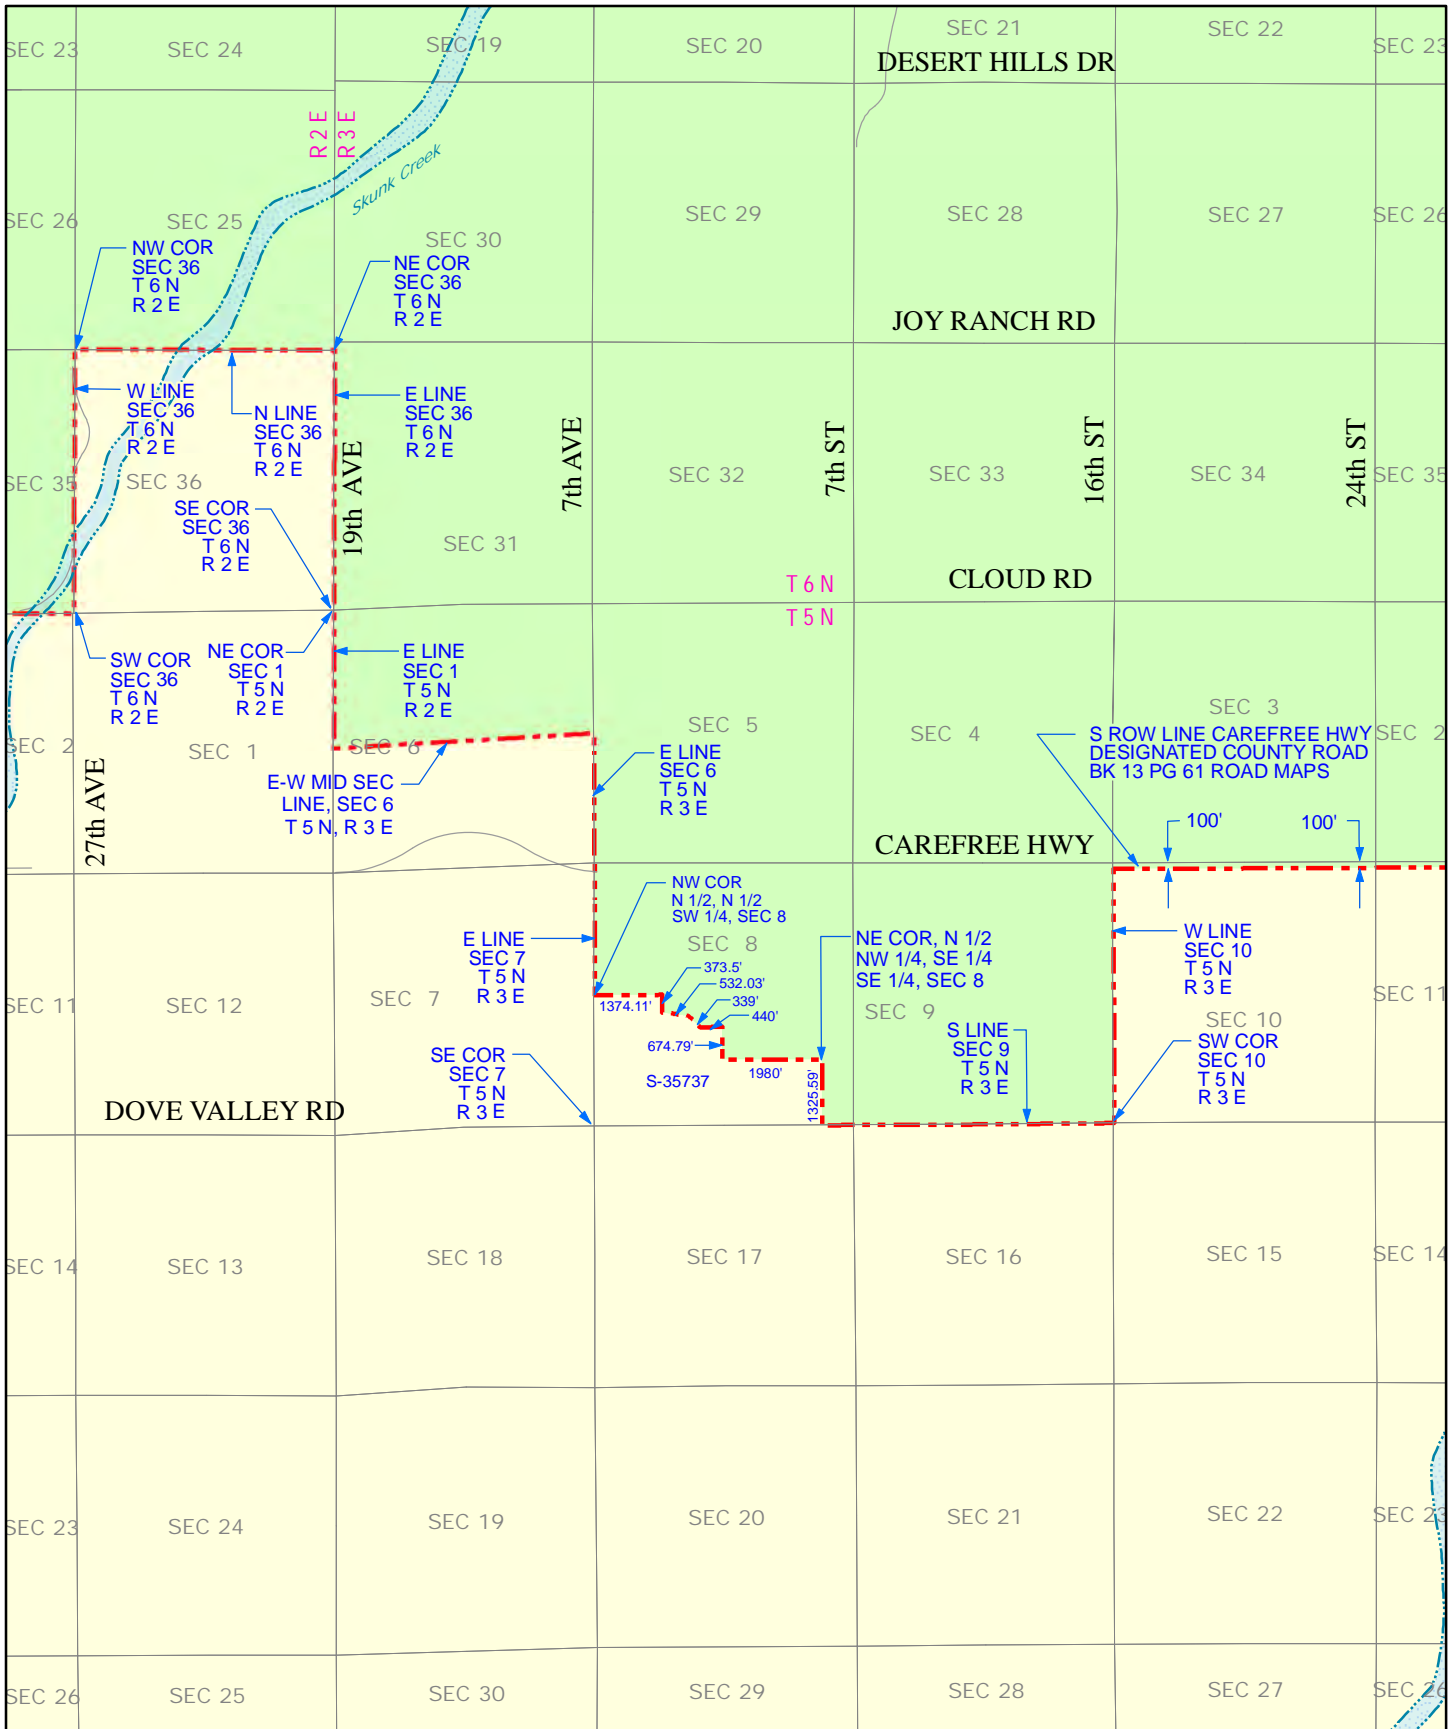 SEC 23
SEC 24
SEC 19
SEC 20
SEC 21
SEC 22
SEC 23
DESERT HILLS DR
R 2 E
R 3 E
Skunk Creek
SEC 26
SEC 25
SEC 30
SEC 29
SEC 28
SEC 27
SEC 26
NW COR
SEC 36
T 6 N
R 2 E
NE COR
SEC 36
T 6 N
R 2 E
JOY RANCH RD
W LINE
SEC 36
T 6 N
R 2 E
N LINE
SEC 36
T 6 N
R 2 E
E LINE
SEC 36
T 6 N
R 2 E
19th AVE
7th AVE
7th ST
16th ST
24th ST
SEC 35
SEC 36
SEC 32
SEC 33
SEC 34
SEC 35
SE COR
SEC 36
T 6 N
R 2 E
SEC 31
T 6 N
T 5 N
CLOUD RD
SW COR
SEC 36
T 6 N
R 2 E
NE COR
SEC 1
T 5 N
R 2 E
E LINE
SEC 1
T 5 N
R 2 E
SEC 2
SEC 1
SEC 6
SEC 5
SEC 4
SEC 3
SEC 2
S ROW LINE CAREFREE HWY
DESIGNATED COUNTY ROAD
BK 13 PG 61 ROAD MAPS
E-W MID SEC
LINE, SEC 6
T 5 N, R 3 E
E LINE
SEC 6
T 5 N
R 3 E
27th AVE
100'
100'
CAREFREE HWY
NW COR
N 1/2, N 1/2
SW 1/4, SEC 8
E LINE
SEC 7
T 5 N
R 3 E
SEC 8
NE COR, N 1/2
NW 1/4, SE 1/4
SE 1/4, SEC 8
W LINE
SEC 10
T 5 N
R 3 E
373.5'
532.03'
339'
440'
1374.11'
674.79'
1980'
1325.59'
S-35737
SEC 11
SEC 12
SEC 7
SEC 9
SEC 10
SEC 11
S LINE
SEC 9
T 5 N
R 3 E
SW COR
SEC 10
T 5 N
R 3 E
SE COR
SEC 7
T 5 N
R 3 E
DOVE VALLEY RD
SEC 14
SEC 13
SEC 18
SEC 17
SEC 16
SEC 15
SEC 14
SEC 23
SEC 24
SEC 19
SEC 20
SEC 21
SEC 22
SEC 23
SEC 26
SEC 25
SEC 30
SEC 29
SEC 28
SEC 27
SEC 26